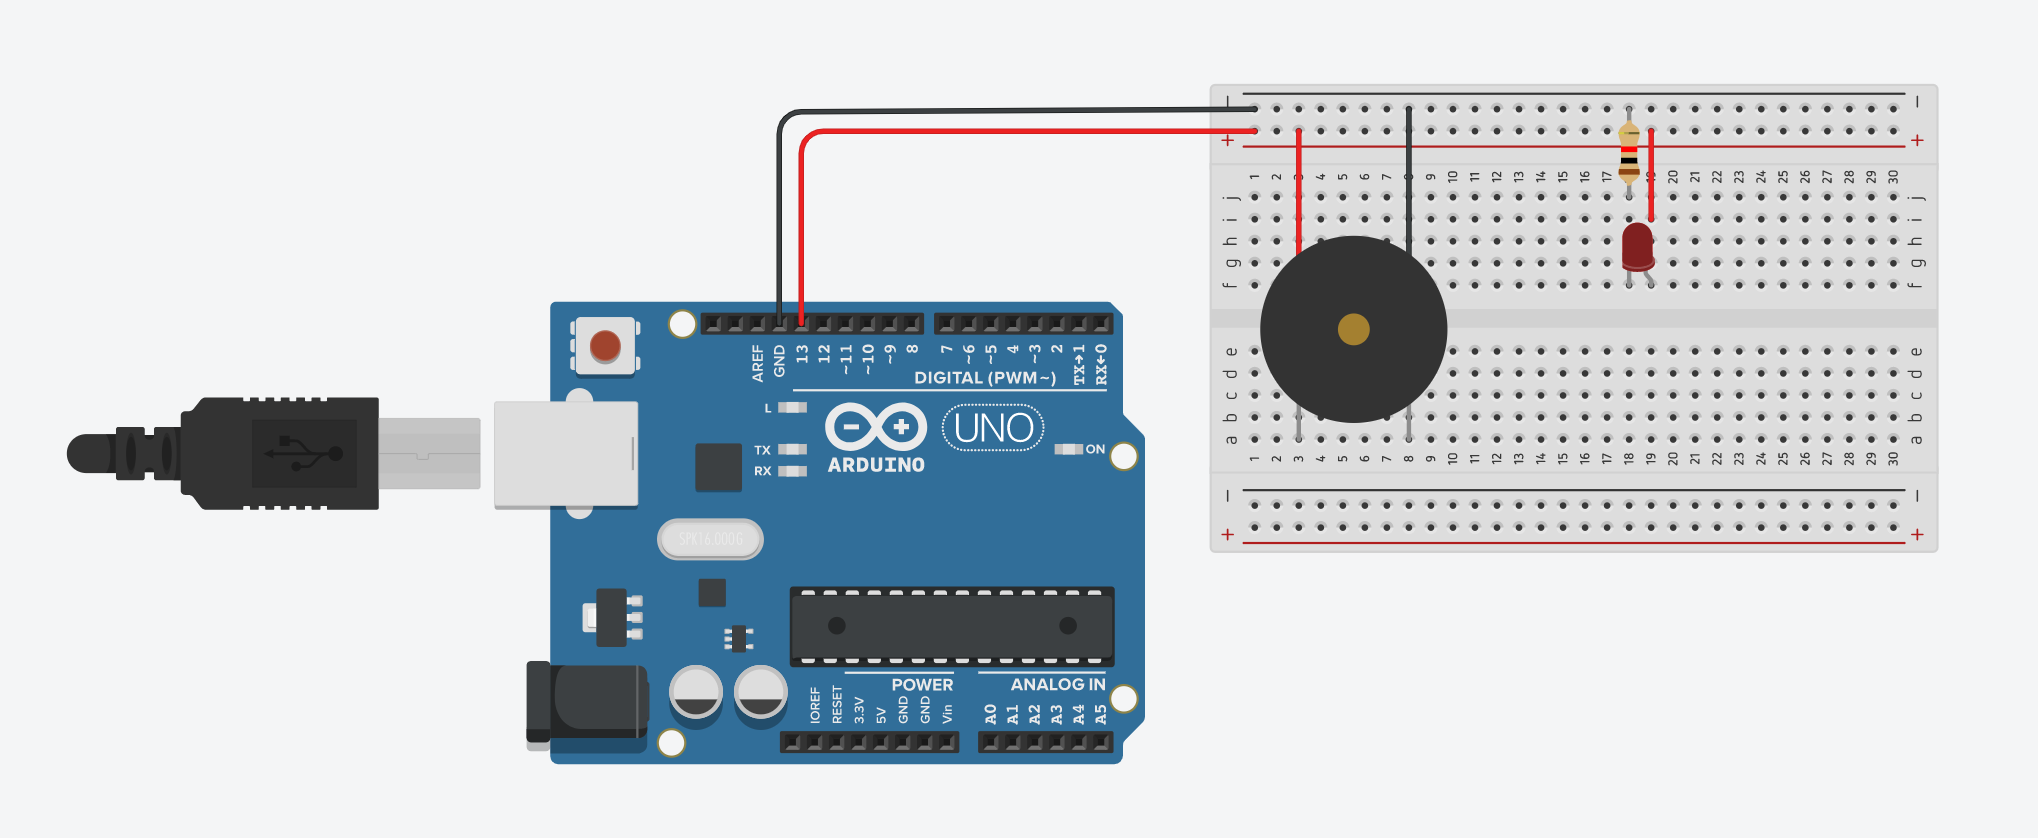 − −
+ +
1 2 3 4 5 6 7 8 9 10 11 12 13 14 15 16 17 18 19 20 21 22 23 24 25 26 27 28 29 30
j j
i i
h h
g g
f f
e e
d d
c c
b b
a a
1 2 3 4 5 6 7 8 9 10 11 12 13 14 15 16 17 18 19 20 21 22 23 24 25 26 27 28 29 30
− −
+ +
AREF GND 13 12 ~11 ~10 ~9 8 7 ~6 ~5 4 ~3 2 TX→1 RX←0
DIGITAL (PWM~)
L
UNO
TX ON
RX ARDUINO
SPK16.000G
POWER ANALOG IN
IOREF RESET 3.3V 5V GND GND Vin A0 A1 A2 A3 A4 A5